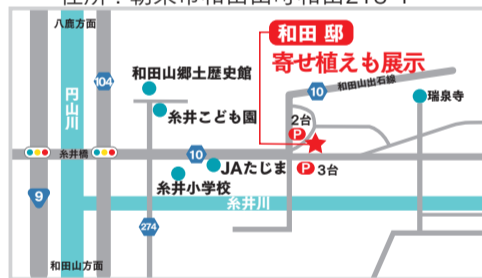 八鹿方面
和田 邸
寄せ植えも展示
104
和田山郷土歴史館
10
和田山出石線
瑞泉寺
円山川
糸井こども園
2台
P
糸井橋
10
JAたじま
P 3台
糸井小学校
9
糸井川
274
和田山方面